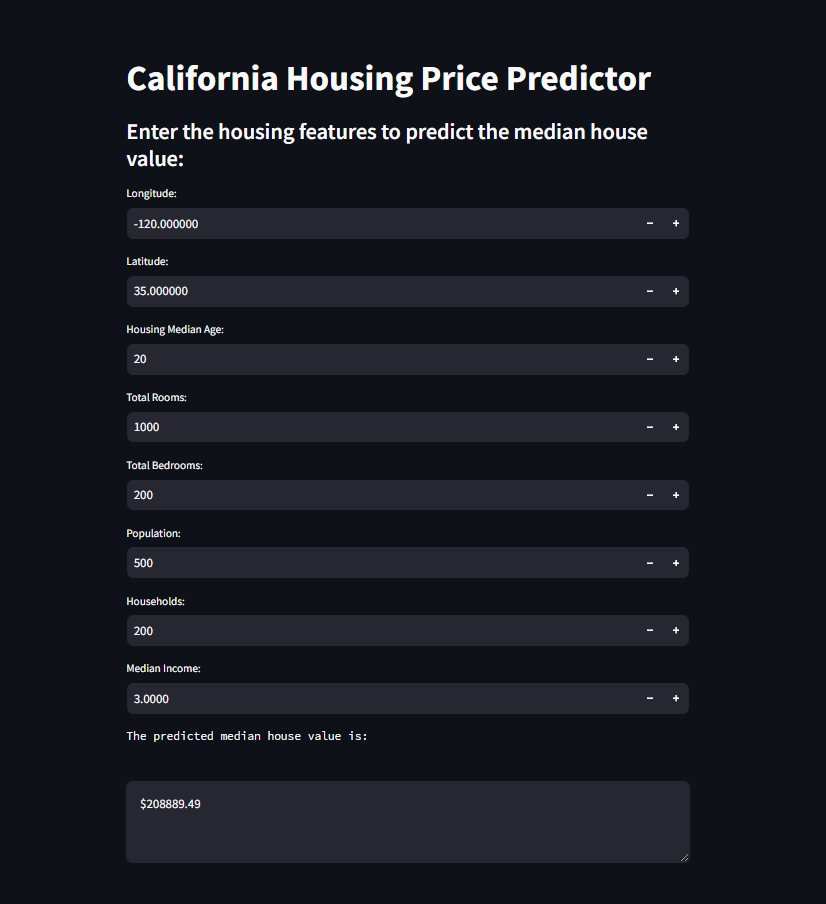 California Housing Price Predictor
Enter the housing features to predict the median house
value:
Longitude:
-120.000000
Latitude:
35.000000
Housing Median Age:
20
Total Rooms:
1000
Total Bedrooms:
200
Population:
500
Households:
200
Median Income:
3.0000
The predicted median house value is:
$208889.49